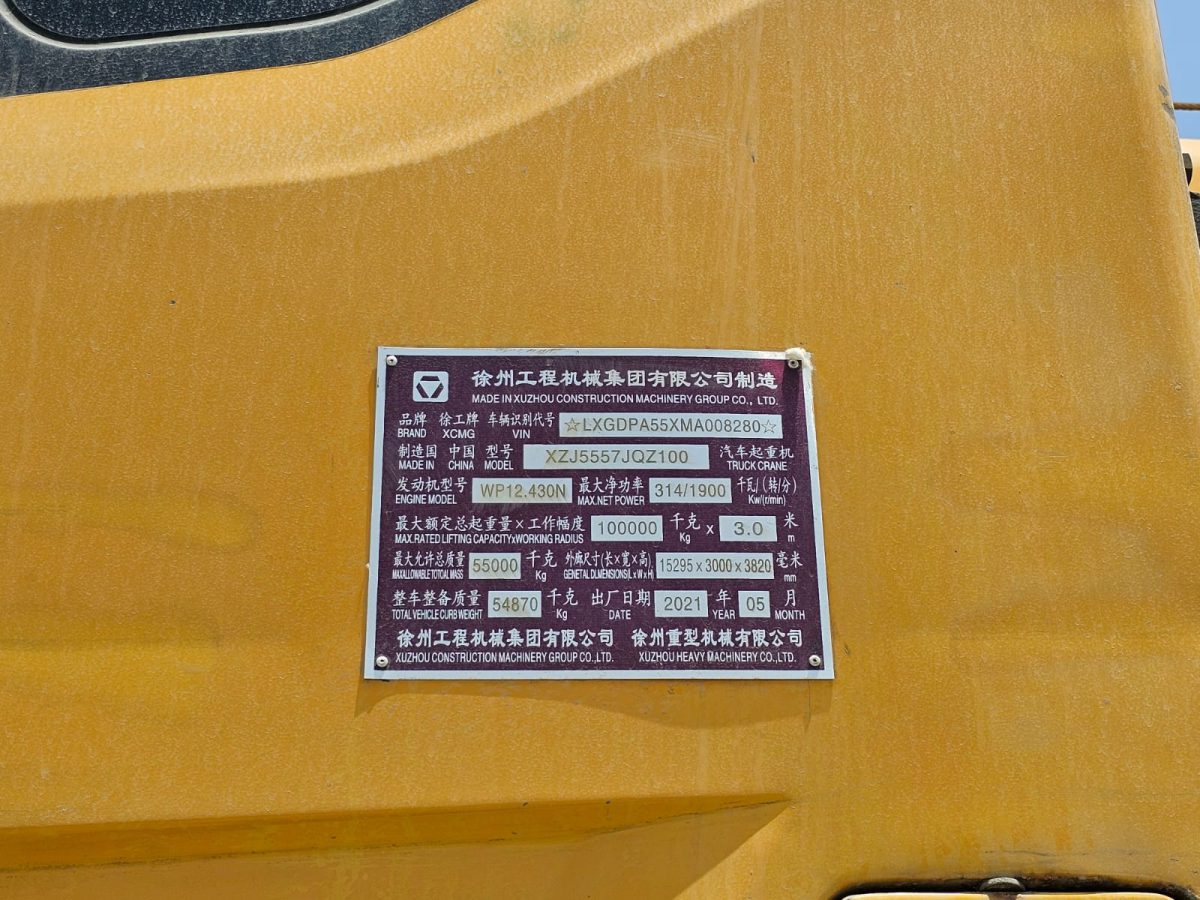 徐州工程机械集团有限公司制造
MADE IN XUZHOU CONSTRUCTION MACHINERY GROUP CO., LTD.
品牌 徐工牌 车辆识别代号 ☆LXGDPA55XMA008280☆
BRAND XCMG VIN
制造国 中国 型号 XZJ5557JQZ100 汽车起重机
MADE IN CHINA MODEL TRUCK CRANE
发动机型号 WP12.430N 最大净功率 314/1900 千瓦/(转/分)
ENGINE MODEL MAX.NET POWER Kw/(r/min)
最大额定总起重量×工作幅度 100000 千克 x 3.0 米
MAX.RATED LIFTING CAPACITYxWORKING RADIUS Kg m
最大允许总质量 55000 千克 外廊尺寸(长×宽×高) 15295 x 3000 x 3820 毫米
MAXALLOWABLE TOTOAL MASS Kg GENETAL DLMENSIONS(L x W x H) mm
整车整备质量 54870 千克 出厂日期 2021 年 05 月
TOTAL VEHICLE CURB WEIGHT Kg DATE YEAR MONTH
徐州工程机械集团有限公司 徐州重型机械有限公司
XUZHOU CONSTRUCTION MACHINERY GROUP CO.,LTD. XUZHOU HEAVY MACHINERY CO.,LTD.